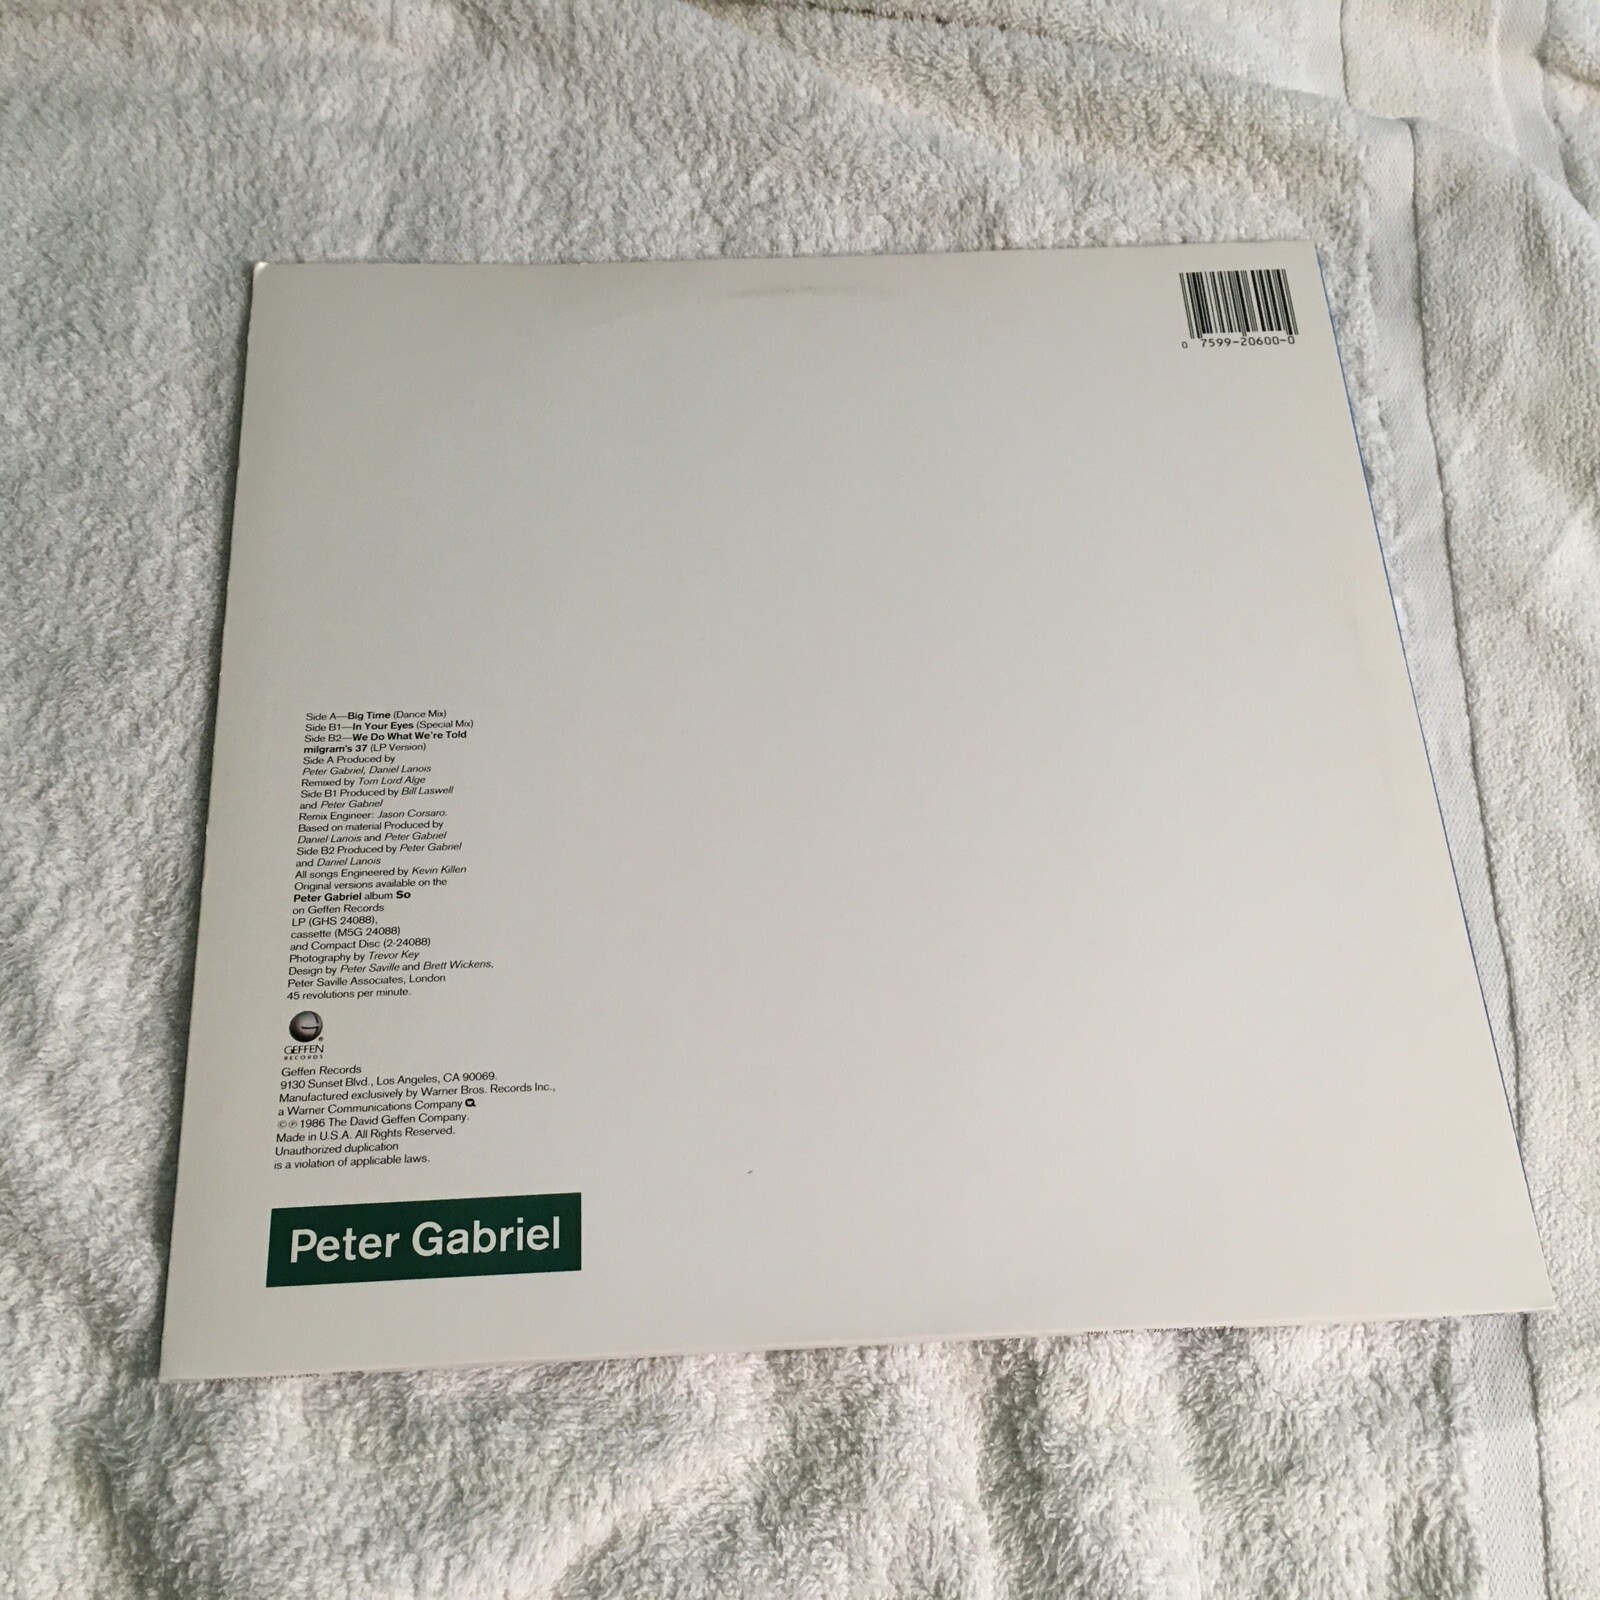 0 7599-20600-0
Side A—Big Time (Dance Mix)
Side B1—In Your Eyes (Special Mix)
Side B2—We Do What We're Told
milgram's 37 (LP Version)
Side A Produced by
Peter Gabriel, Daniel Lanois
Remixed by Tom Lord Alge
Side B1 Produced by Bill Laswell
and Peter Gabriel
Remix Engineer: Jason Corsaro.
Based on material Produced by
Daniel Lanois and Peter Gabriel
Side B2 Produced by Peter Gabriel
and Daniel Lanois
All songs Engineered by Kevin Killen
Original versions available on the
Peter Gabriel album So
on Geffen Records
LP (GHS 24088),
cassette (M5G 24088)
and Compact Disc (2-24088)
Photography by Trevor Key
Design by Peter Saville and Brett Wickens,
Peter Saville Associates, London
45 revolutions per minute.
GEFFEN
RECORDS
Geffen Records
9130 Sunset Blvd., Los Angeles, CA 90069.
Manufactured exclusively by Warner Bros. Records Inc.,
a Warner Communications Company
©℗ 1986 The David Geffen Company.
Made in U.S.A. All Rights Reserved.
Unauthorized duplication
is a violation of applicable laws.
Peter Gabriel